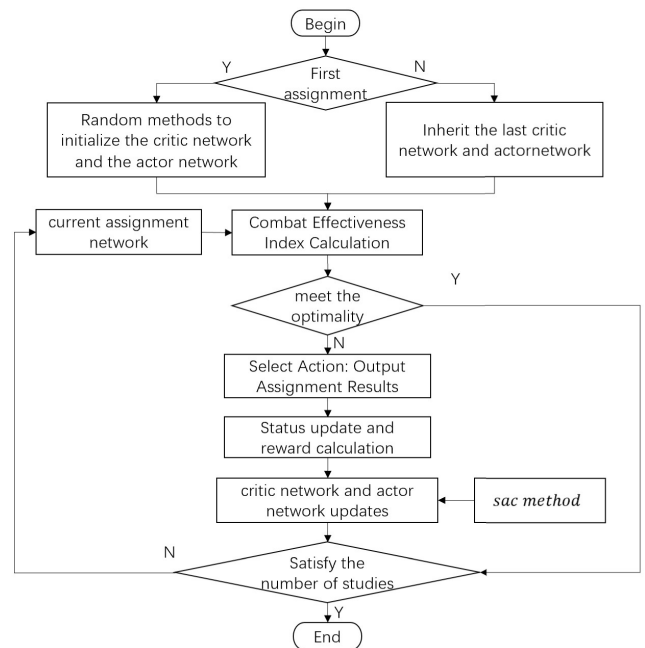 Begin
Y
First
assignment
N
Random methods to
initialize the critic network
and the actor network
Inherit the last critic
network and actornetwork
current assignment
network
Combat Effectiveness
Index Calculation
Y
meet the
optimality
N
Select Action: Output
Assignment Results
Status update and
reward calculation
critic network and actor
network updates
sac method
N
Satisfy the
number of studies
Y
End